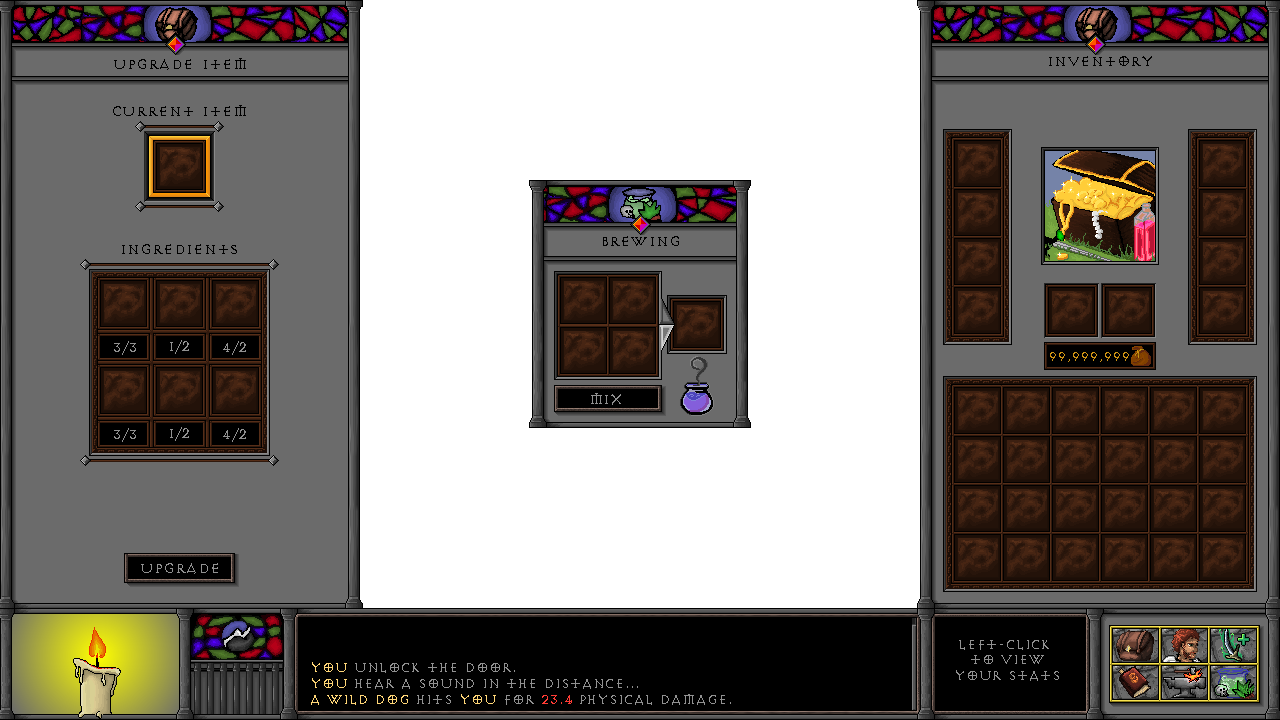 UPGRADE ITEM
CURRENT ITEM
INGREDIENTS
3/3 1/2 4/2
3/3 1/2 4/2
UPGRADE
BREWING
MIX
INVENTORY
99,999,999
YOU UNLOCK THE DOOR.
YOU HEAR A SOUND IN THE DISTANCE...
A WILD DOG HITS YOU FOR 23.4 PHYSICAL DAMAGE.
LEFT-CLICK
TO VIEW
YOUR STATS